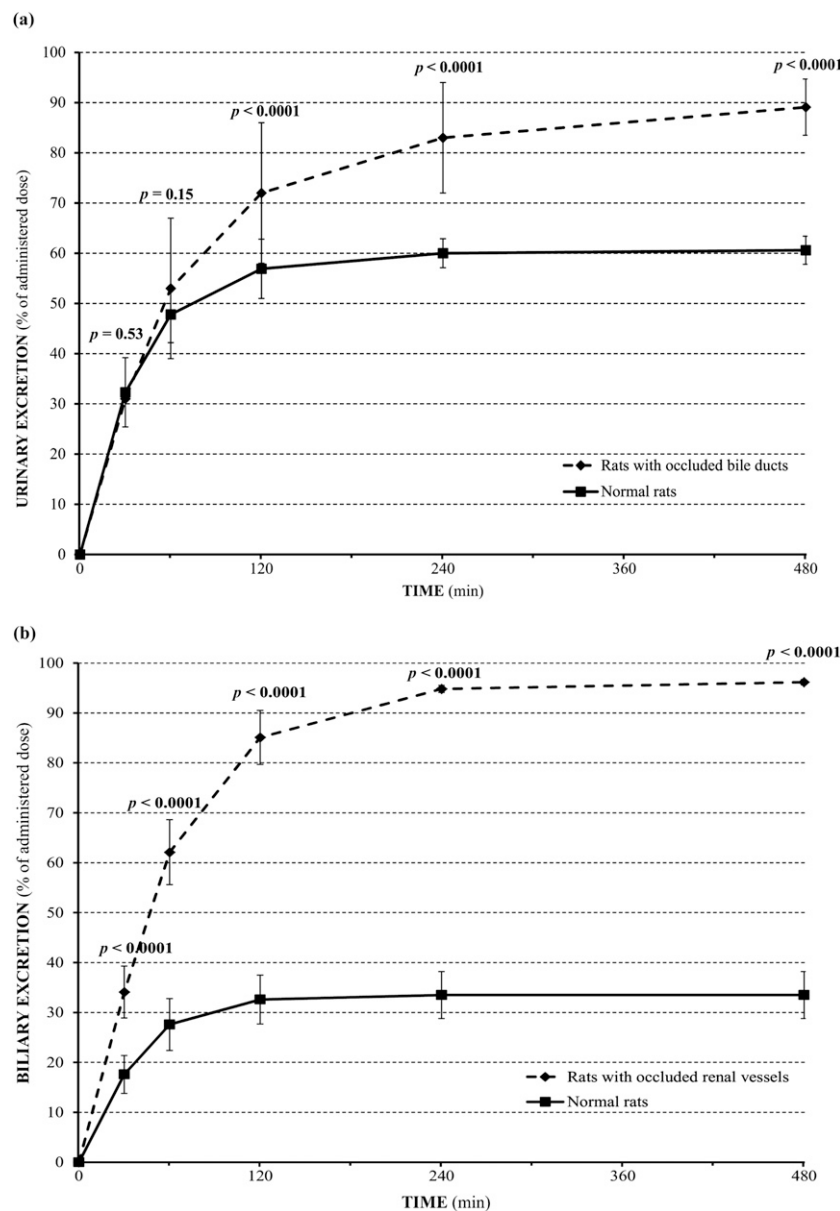 (a)
100
p < 0.0001
p < 0.0001
90
p < 0.0001
80
70
p = 0.15
60
50
p = 0.53
40
30
20
Rats with occluded bile ducts
10
Normal rats
0
0
120
240
360
480
URINARY EXCRETION (% of administered dose)
TIME (min)
(b)
100
p < 0.0001
p < 0.0001
p < 0.0001
90
80
p < 0.0001
70
60
50
p < 0.0001
40
30
20
Rats with occluded renal vessels
10
Normal rats
0
0
120
240
360
480
BILIARY EXCRETION (% of administered dose)
TIME (min)